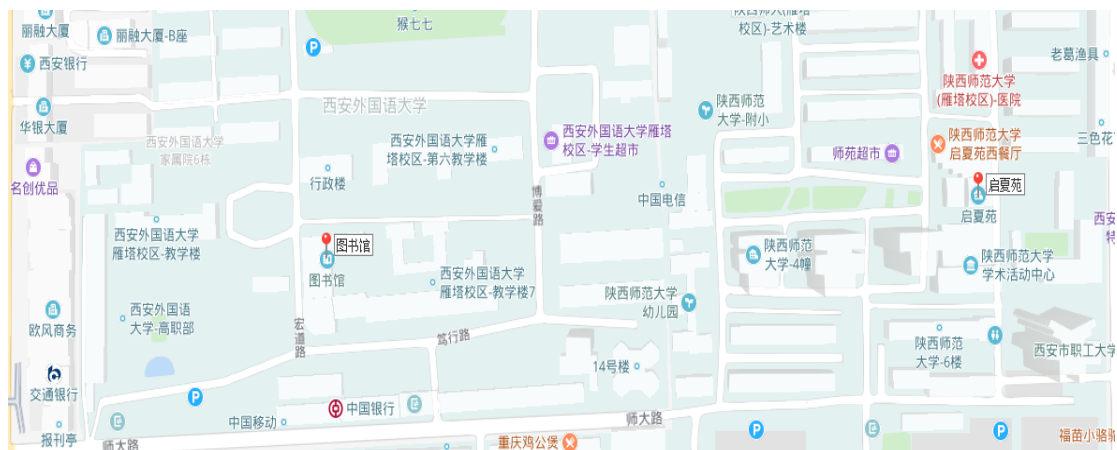 丽融大厦
丽融大厦-B座
西安银行
华银大厦
名创优品
西安外国语大学
家属院6栋
猴七七
西安外国语大学
西安外国语大学雁
塔校区-第六教学楼
行政楼
西安外国语大学雁塔
校区-学生超市
博爱路
中国电信
陕西师范
大学-附小
校区)-艺术楼
师苑超市
老葛渔具
陕西师范大学
(雁塔校区)-医院
陕西师范大学
启夏苑西餐厅
三色花
启夏苑
启夏苑
西安外国语大学
雁塔校区-教学楼
图书馆
图书馆
西安外国语大学
雁塔校区-教学楼7
陕西师范
大学-4幢
陕西师范大学
学术活动中心
陕西师范大学
幼儿园
西安外国语
大学-高职部
欧风商务
宏道路
笃行路
14号楼
陕西师范
大学-6楼
西安市职工大学
交通银行
中国移动
中国银行
师大路
报刊亭
师大路
重庆鸡公煲
福苗小骆驼
P
P
P
P